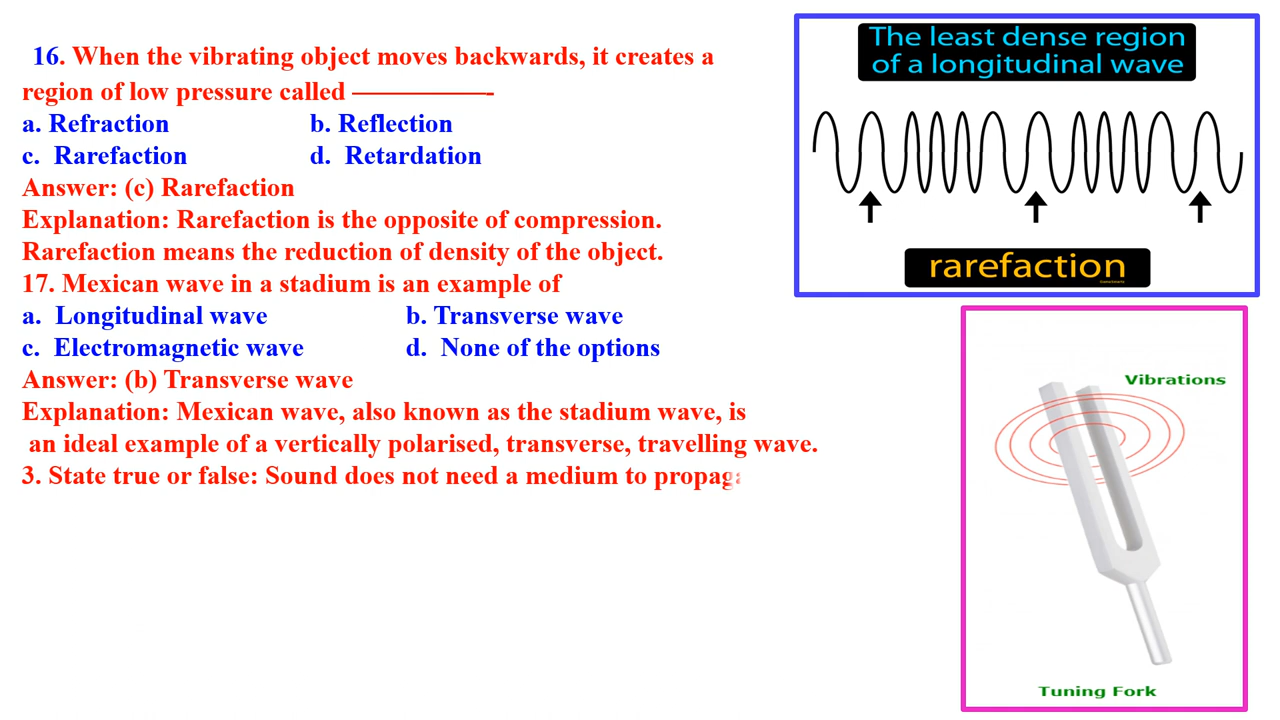 16. When the vibrating object moves backwards, it creates a
region of low pressure called —————-
a. Refraction b. Reflection
c. Rarefaction d. Retardation
Answer: (c) Rarefaction
Explanation: Rarefaction is the opposite of compression.
Rarefaction means the reduction of density of the object.
17. Mexican wave in a stadium is an example of
a. Longitudinal wave b. Transverse wave
c. Electromagnetic wave d. None of the options
Answer: (b) Transverse wave
Explanation: Mexican wave, also known as the stadium wave, is
an ideal example of a vertically polarised, transverse, travelling wave.
3. State true or false: Sound does not need a medium to
The least dense region
of a longitudinal wave
rarefaction
Vibrations
Tuning Fork